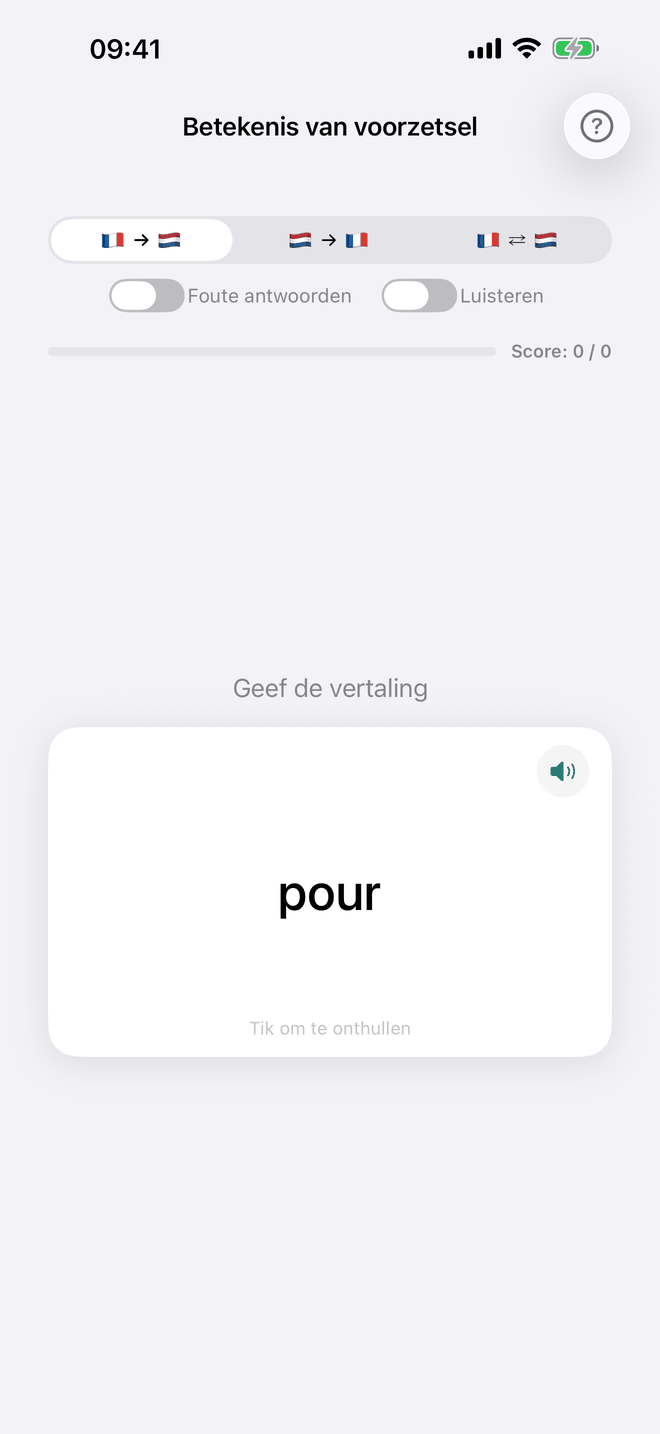 09:41
Betekenis van voorzetsel
🇫🇷 → 🇳🇱 🇳🇱 → 🇫🇷 🇫🇷 ⇄ 🇳🇱
Foute antwoorden Luisteren
Score: 0 / 0
Geef de vertaling
pour
Tik om te onthullen